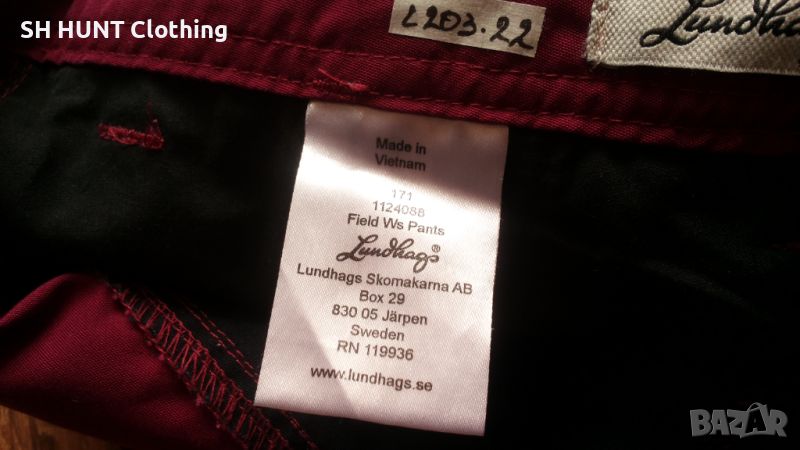 SH HUNT Clothing
L203.22
Made in
Vietnam
171
1124088
Field Ws Pants
Lundhags®
Lundhags Skomakarna AB
Box 29
830 05 Järpen
Sweden
RN 119936
www.lundhags.se
BAZAR